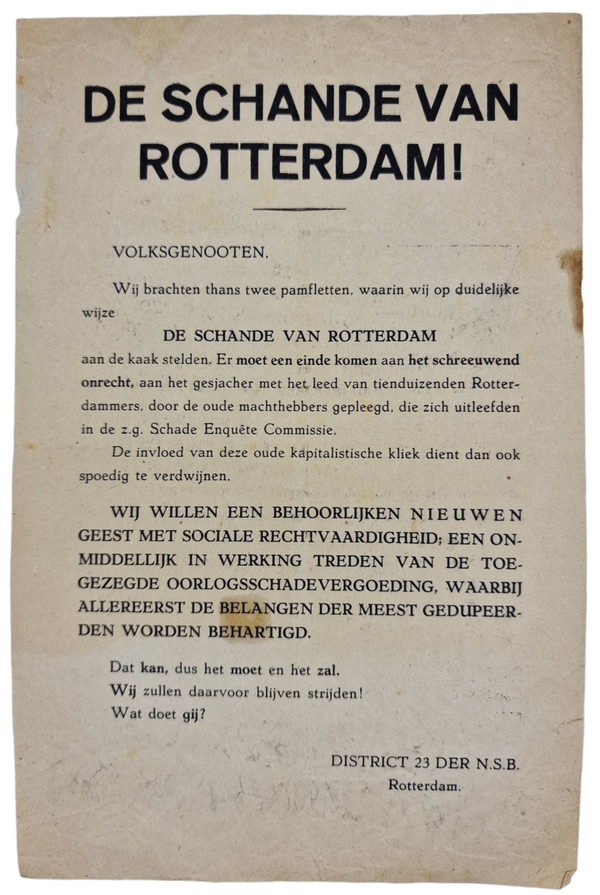 DE SCHANDE VAN
ROTTERDAM!
VOLKSGENOOTEN,
Wij brachten thans twee pamfletten, waarin wij op duidelijke
wijze
DE SCHANDE VAN ROTTERDAM
aan de kaak stelden. Er moet een einde komen aan het schreeuwend
onrecht, aan het gesjacher met het leed van tienduizenden Rotter-
dammers, door de oude machthebbers gepleegd, die zich uitleefden
in de z.g. Schade Enquête Commissie.
De invloed van deze oude kapitalistische kliek dient dan ook
spoedig te verdwijnen.
WIJ WILLEN EEN BEHOORLIJKEN NIEUWEN
GEEST MET SOCIALE RECHTVAARDIGHEID; EEN ON-
MIDDELLIJK IN WERKING TREDEN VAN DE TOE-
GEZEGDE OORLOGSSCHADEVERGOEDING, WAARBIJ
ALLEREERST DE BELANGEN DER MEEST GEDUPEER-
DEN WORDEN BEHARTIGD.
Dat kan, dus het moet en het zal.
Wij zullen daarvoor blijven strijden!
Wat doet gij?
DISTRICT 23 DER N.S.B.
Rotterdam.